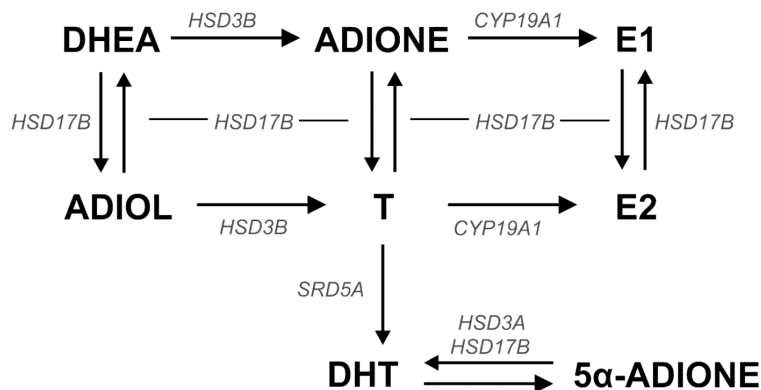 HSD3B
CYP19A1
DHEA
ADIONE
E1
HSD17B
HSD17B
HSD17B
HSD17B
ADIOL
T
E2
HSD3B
CYP19A1
SRD5A
HSD3A
HSD17B
DHT
5α-ADIONE